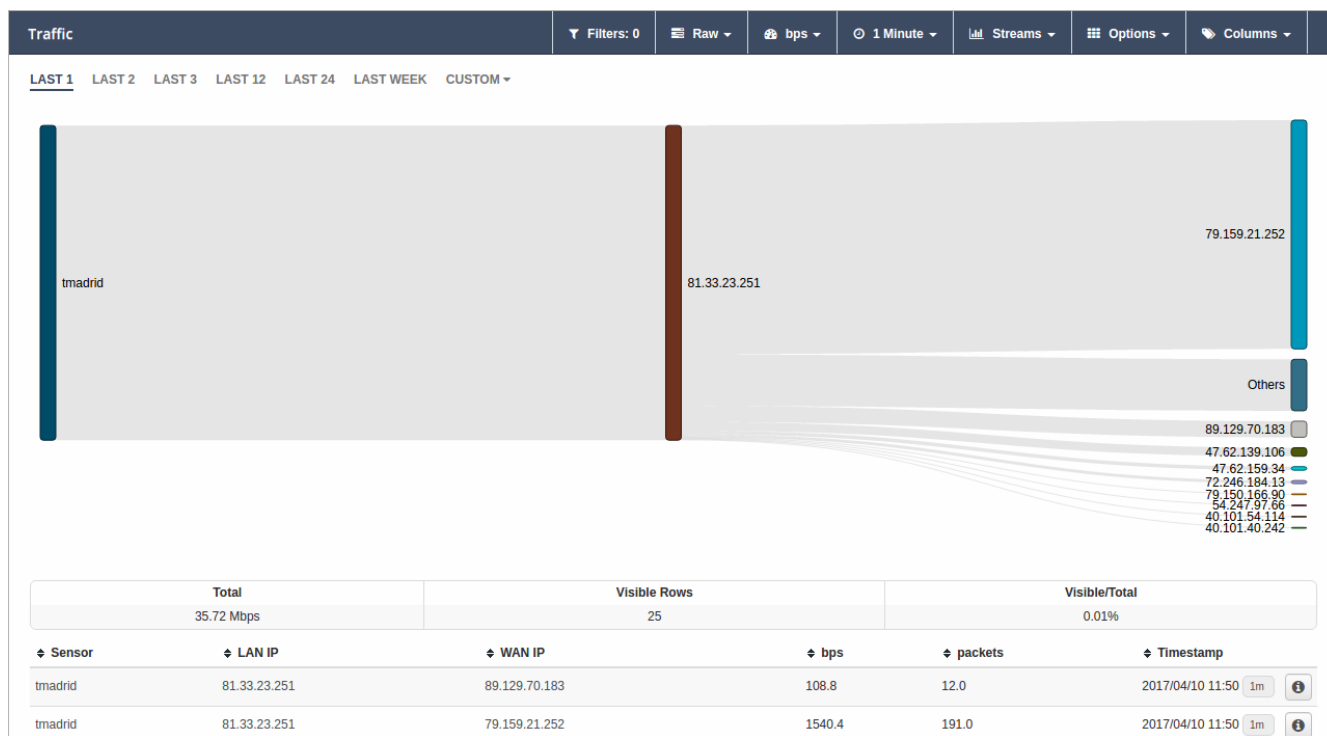 Traffic Filters: 0 Raw bps 1 Minute Streams Options Columns
LAST 1 LAST 2 LAST 3 LAST 12 LAST 24 LAST WEEK CUSTOM
79.159.21.252
tmadrid 81.33.23.251
Others
89.129.70.183
47.62.139.106
47.62.159.34
72.246.184.13
79.150.166.90
54.247.97.66
40.101.54.114
40.101.40.242
Total Visible Rows Visible/Total
35.72 Mbps 25 0.01%
Sensor LAN IP WAN IP bps packets Timestamp
tmadrid 81.33.23.251 89.129.70.183 108.8 12.0 2017/04/10 11:50 1m
tmadrid 81.33.23.251 79.159.21.252 1540.4 191.0 2017/04/10 11:50 1m